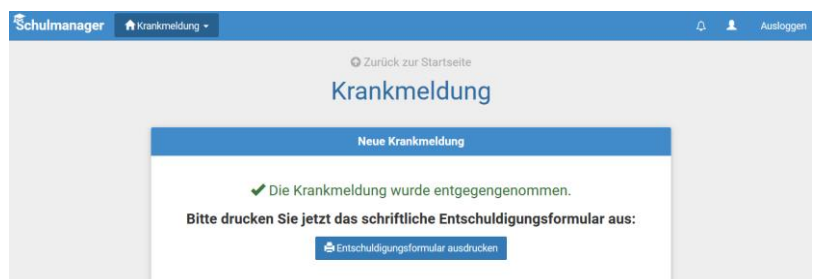 Schulmanager Krankmeldung Ausloggen
Zurück zur Startseite
Krankmeldung
Neue Krankmeldung
Die Krankmeldung wurde entgegengenommen.
Bitte drucken Sie jetzt das schriftliche Entschuldigungsformular aus:
Entschuldigungsformular ausdrucken